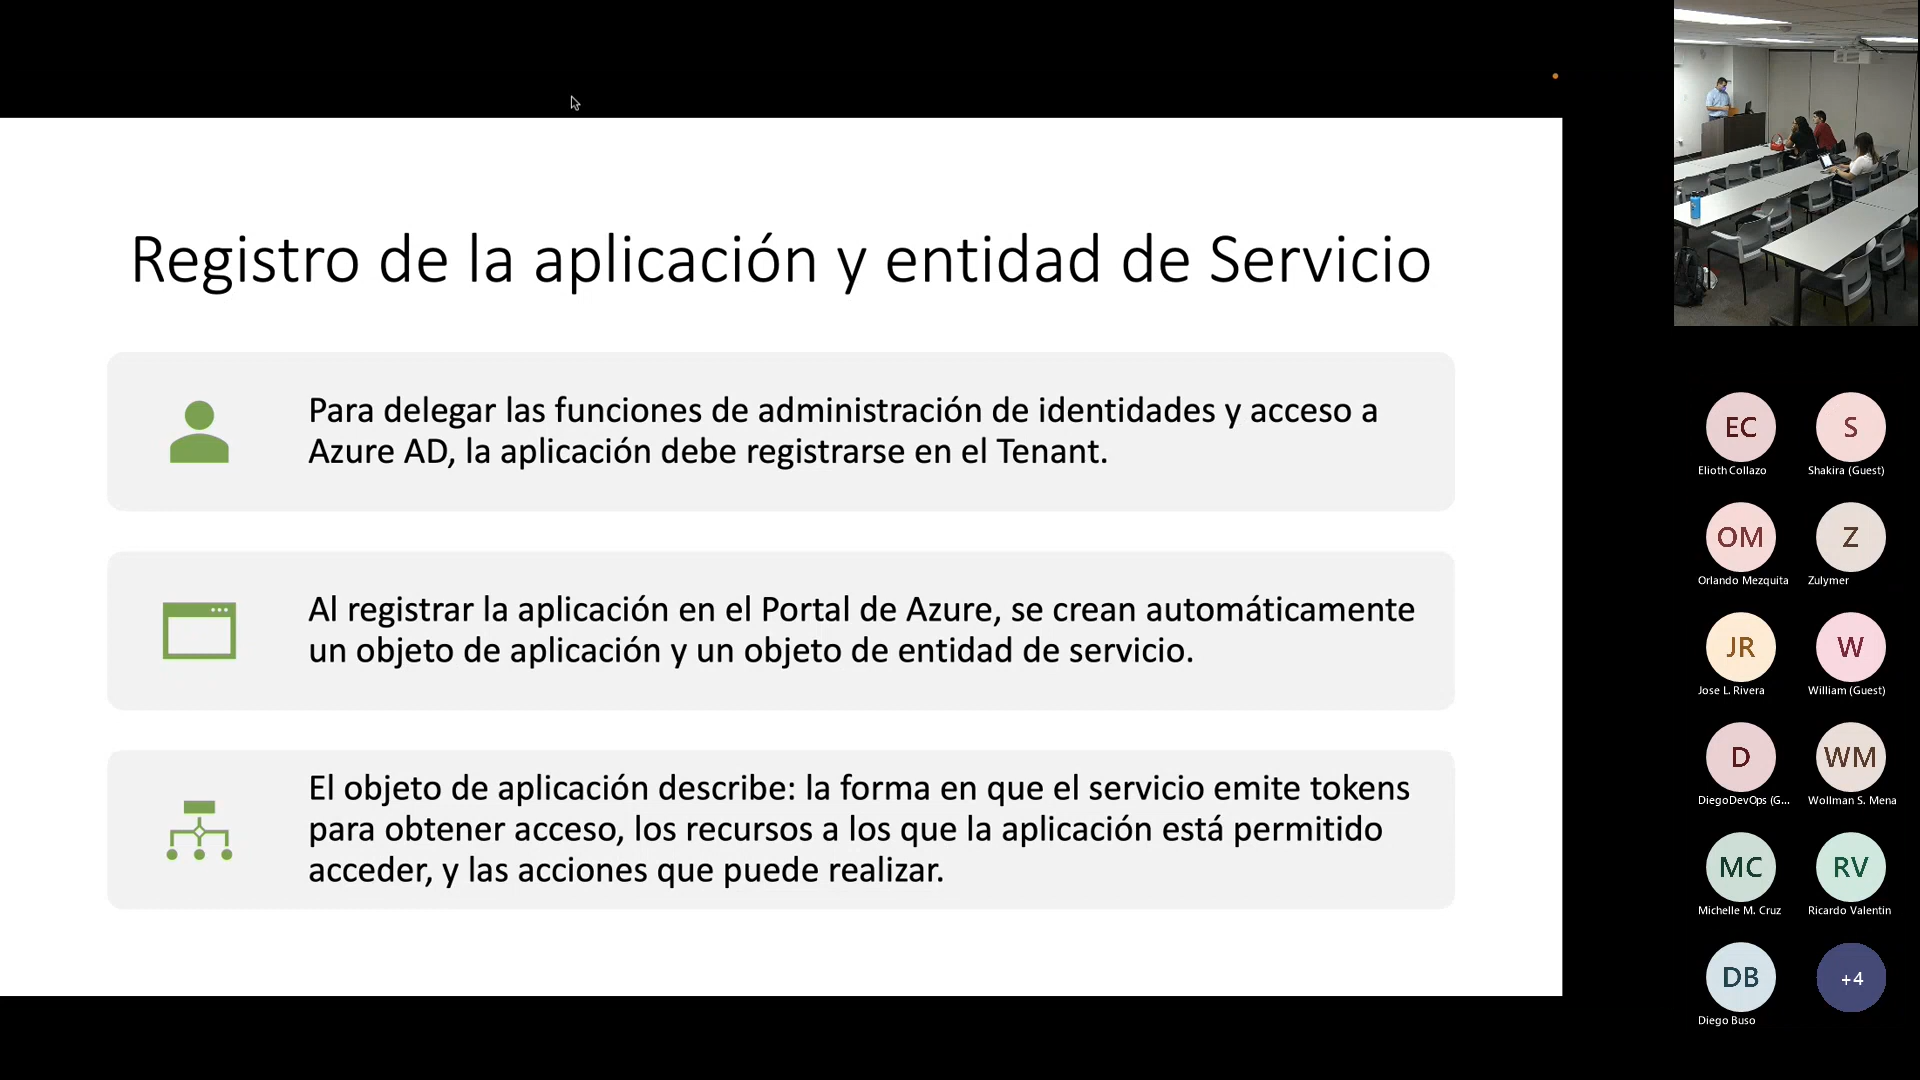 Registro de la aplicación y entidad de Servicio
Para delegar las funciones de administración de identidades y acceso a
Azure AD, la aplicación debe registrarse en el Tenant.
Al registrar la aplicación en el Portal de Azure, se crean automáticamente
un objeto de aplicación y un objeto de entidad de servicio.
El objeto de aplicación describe: la forma en que el servicio emite tokens
para obtener acceso, los recursos a los que la aplicación está permitido
acceder, y las acciones que puede realizar.
EC
Elioth Collazo
S
Shakira (Guest)
OM
Orlando Mezquita
Z
Zulymer
JR
Jose L. Rivera
W
William (Guest)
D
DiegoDevOps (G...
WM
Wollman S. Mena
MC
Michelle M. Cruz
RV
Ricardo Valentin
DB
Diego Buso
+4